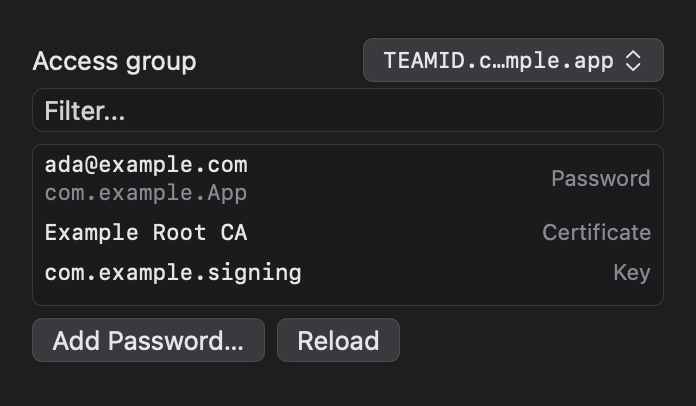 Access group
TEAMID.c…mple.app
Filter...
ada@example.com
com.example.App
Password
Example Root CA
Certificate
com.example.signing
Key
Add Password...
Reload